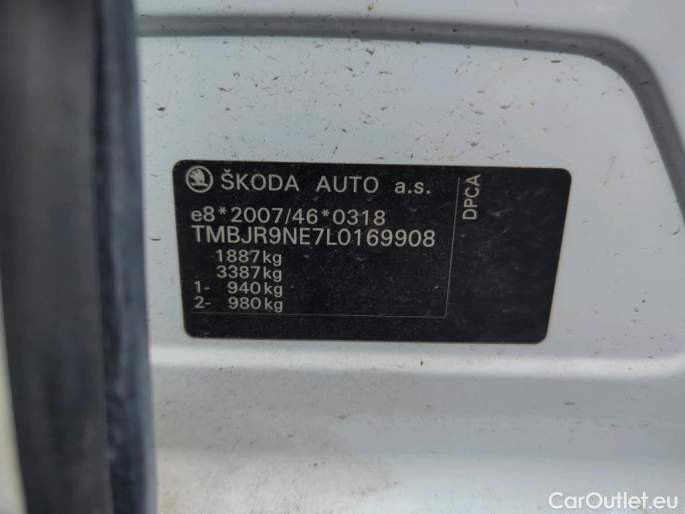 ŠKODA AUTO a.s.
e8*2007/46*0318
TMBJR9NE7L0169908
1887kg
3387kg
1- 940kg
2- 980kg
DPCA
CarOutlet.eu